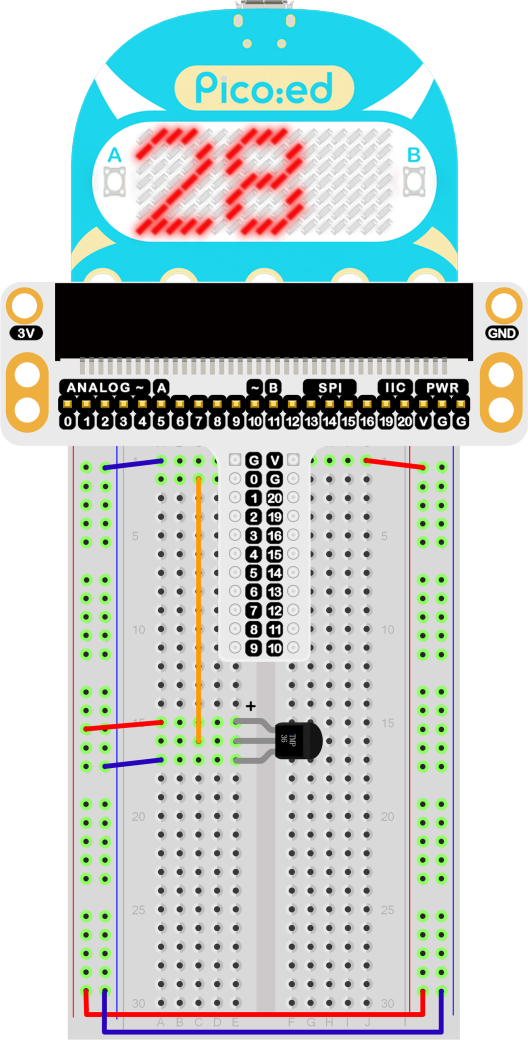 Pico:ed
A
B
28
3V
GND
ANALOG ~ A ~ B SPI IIC PWR
0 1 2 3 4 5 6 7 8 9 10 11 12 13 14 15 16 19 20 V G G
G V
0 G
1 20
2 19
5 3 16 5
4 15
5 14
6 13
7 12
10 8 11 10
9 10
+
15 15
TMP
36
20 20
25 25
30 30
A B C D E F G H I J